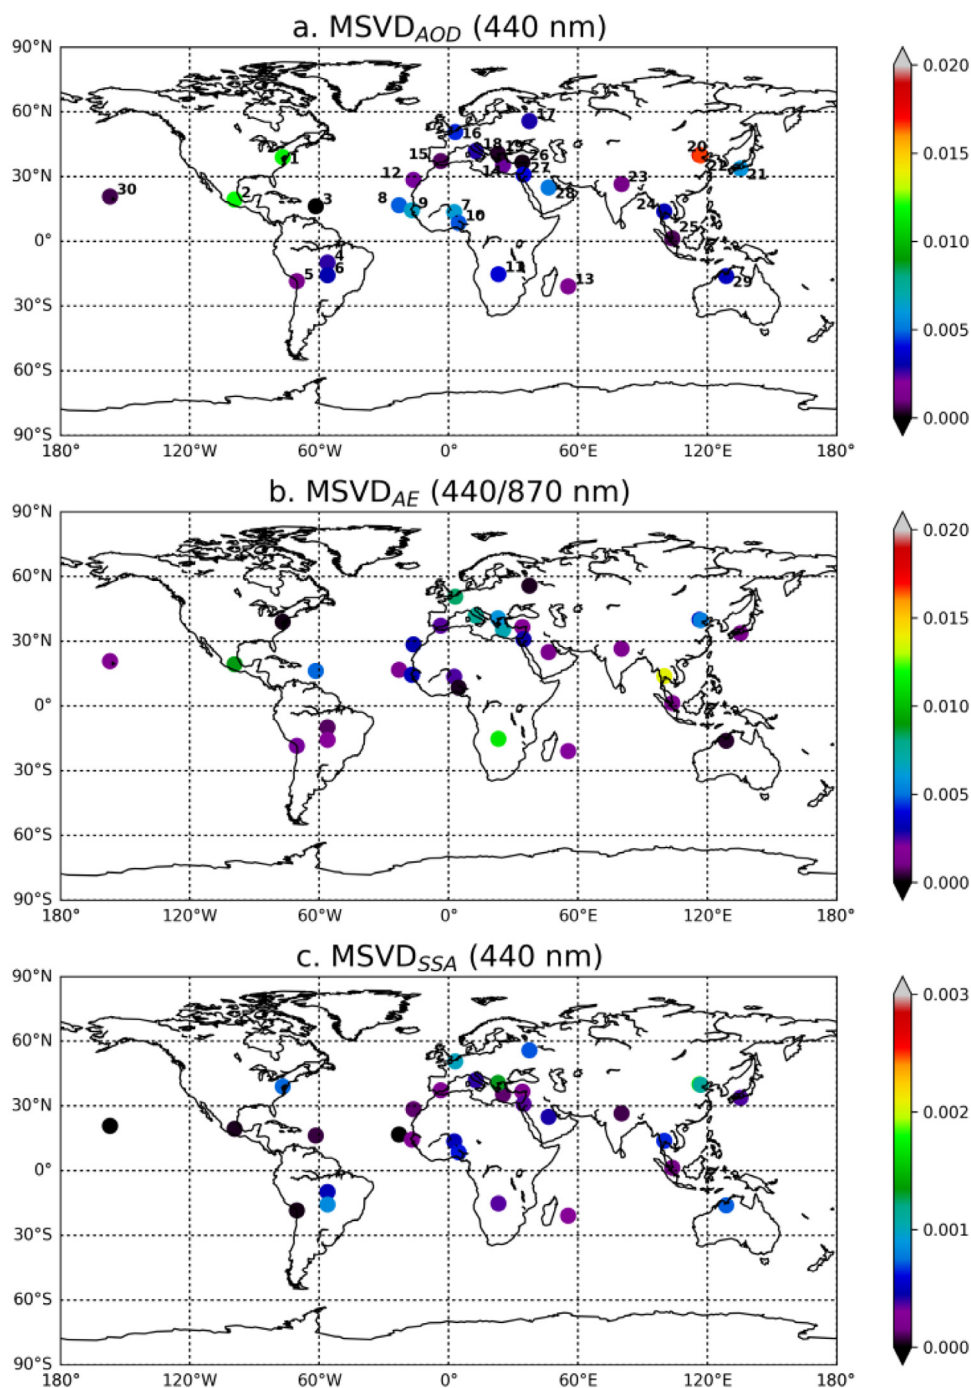 a. MSVD_AOD (440 nm)
90°N
60°N
30°N
0°
30°S
60°S
90°S
180° 120°W 60°W 0° 60°E 120°E 180°
1
2
3
4
5
6
7
8
9
10
11
12
13
14
15
16
17
18
19
20
21
22
23
24
25
26
27
28
29
30
0.020
0.015
0.010
0.005
0.000
b. MSVD_AE (440/870 nm)
90°N
60°N
30°N
0°
30°S
60°S
90°S
180° 120°W 60°W 0° 60°E 120°E 180°
0.020
0.015
0.010
0.005
0.000
c. MSVD_SSA (440 nm)
90°N
60°N
30°N
0°
30°S
60°S
90°S
180° 120°W 60°W 0° 60°E 120°E 180°
0.003
0.002
0.001
0.000